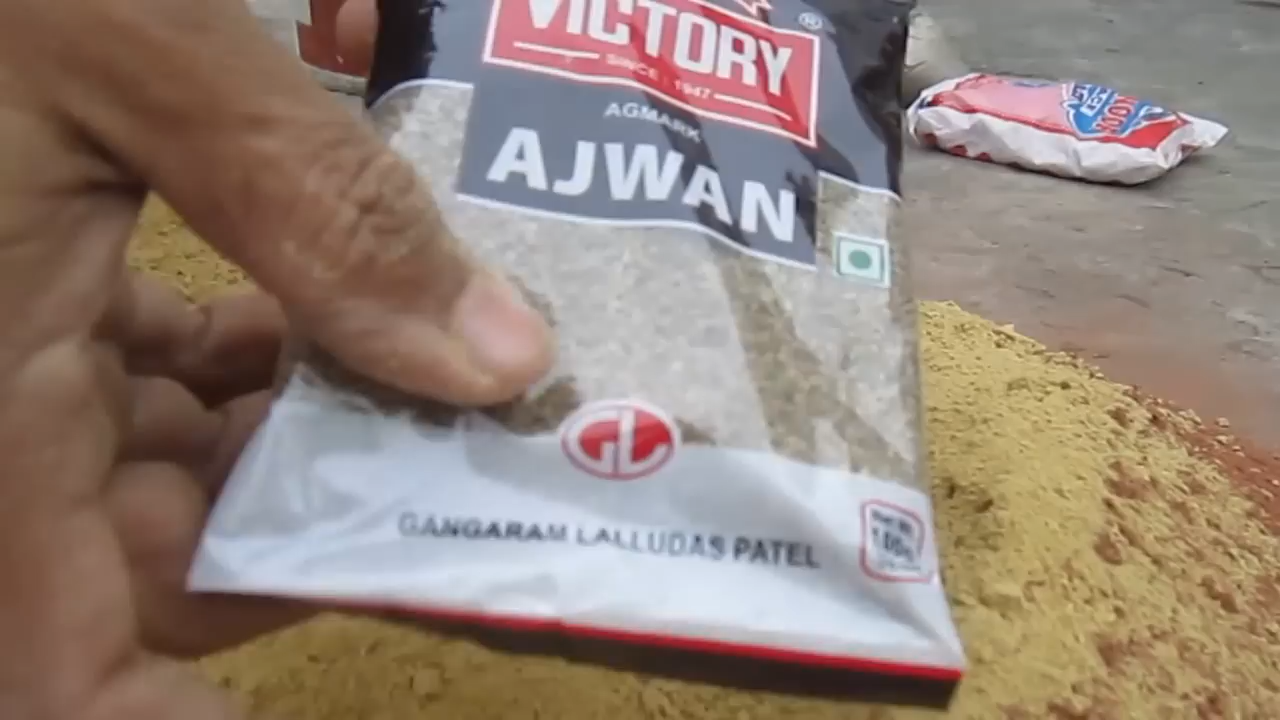 VICTORY
®
SINCE : 1947
AGMARK
AJWAN
GL
GANGARAM LALLUDAS PATEL